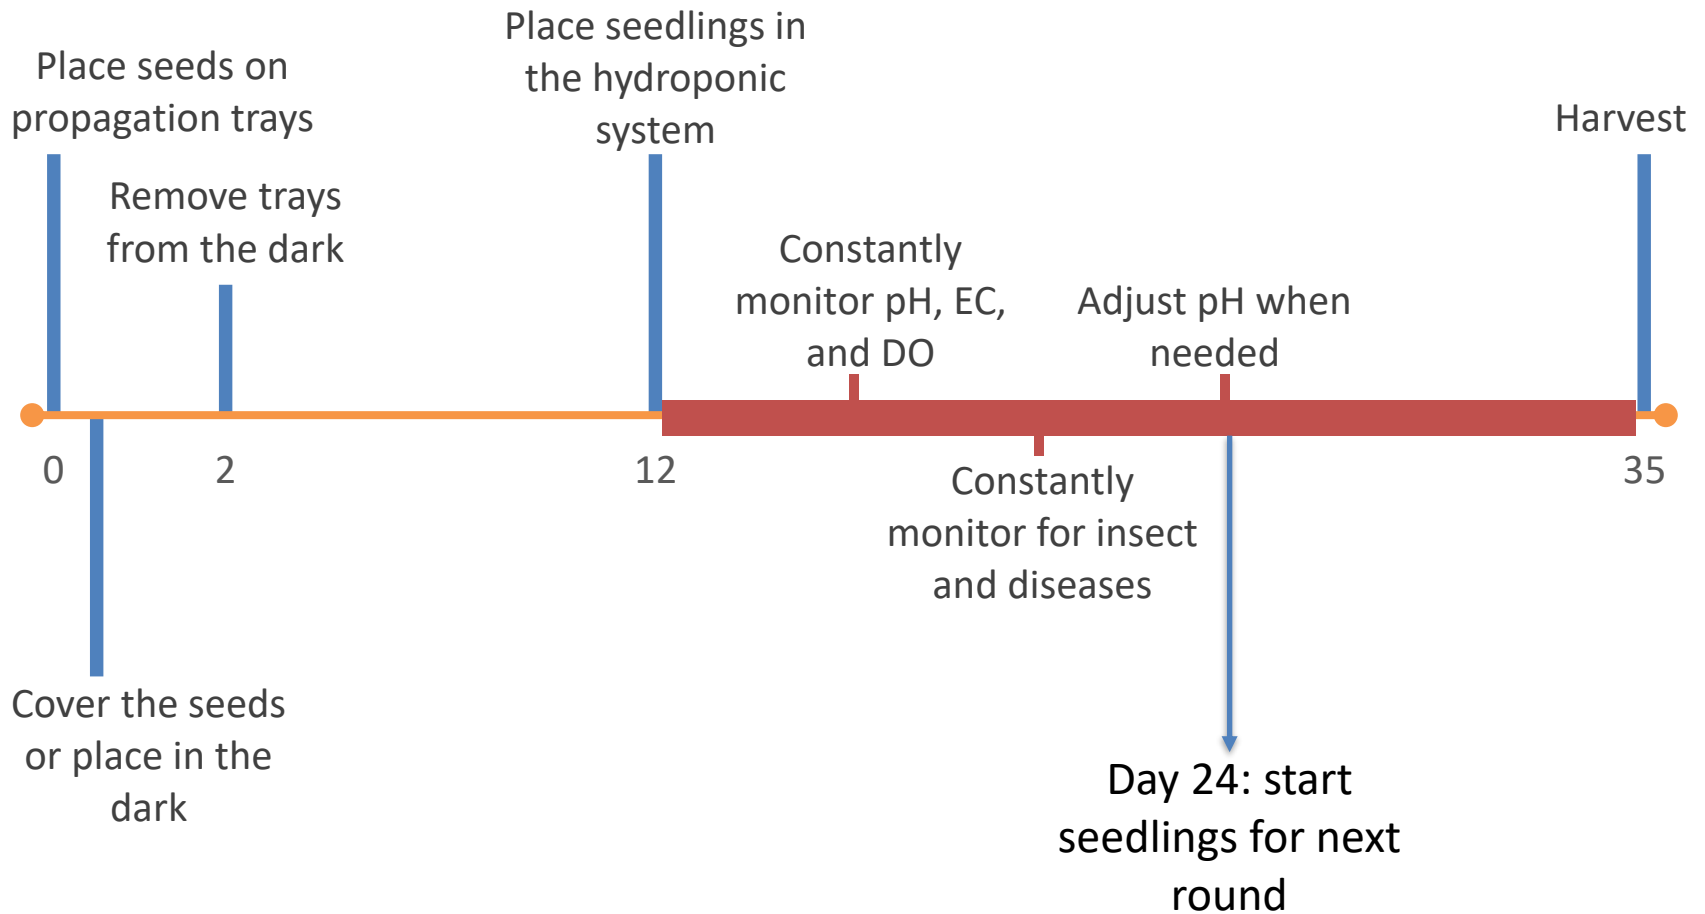 Place seeds on
propagation trays
Remove trays
from the dark
Place seedlings in
the hydroponic
system
Constantly
monitor pH, EC,
and DO
Adjust pH when
needed
Harvest
0
2
12
35
Cover the seeds
or place in the
dark
Constantly
monitor for insect
and diseases
Day 24: start
seedlings for next
round